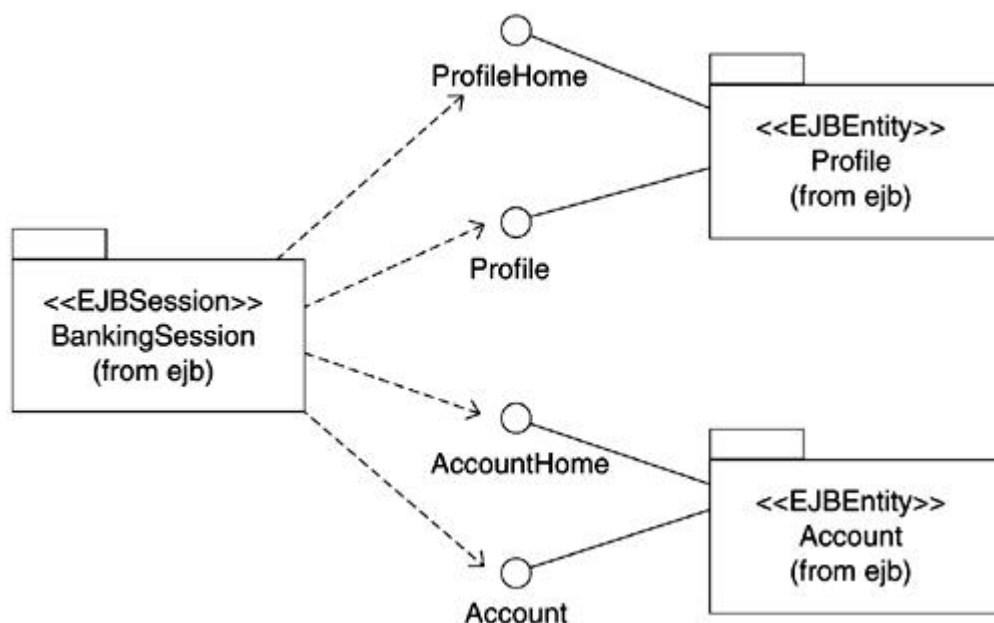 ProfileHome
<<EJBEntity>>
Profile
(from ejb)
Profile
<<EJBSession>>
BankingSession
(from ejb)
AccountHome
<<EJBEntity>>
Account
(from ejb)
Account